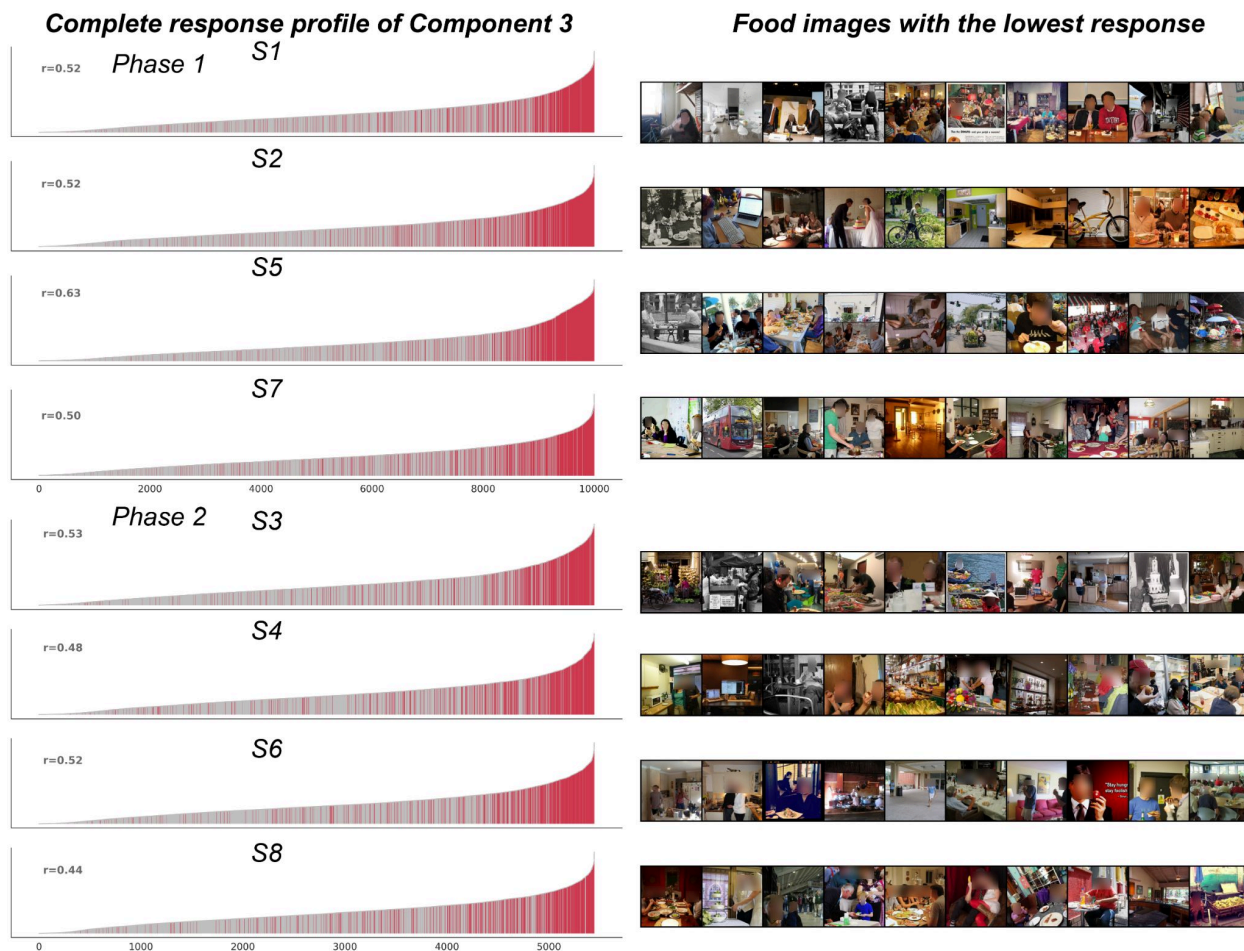 Complete response profile of Component 3
Food images with the lowest response
Phase 1
S1
r=0.52
S2
r=0.52
S5
r=0.63
S7
r=0.50
0 2000 4000 6000 8000 10000
Phase 2
S3
r=0.53
S4
r=0.48
S6
r=0.52
"Stay hungry
S8
r=0.44
0 1000 2000 3000 4000 5000